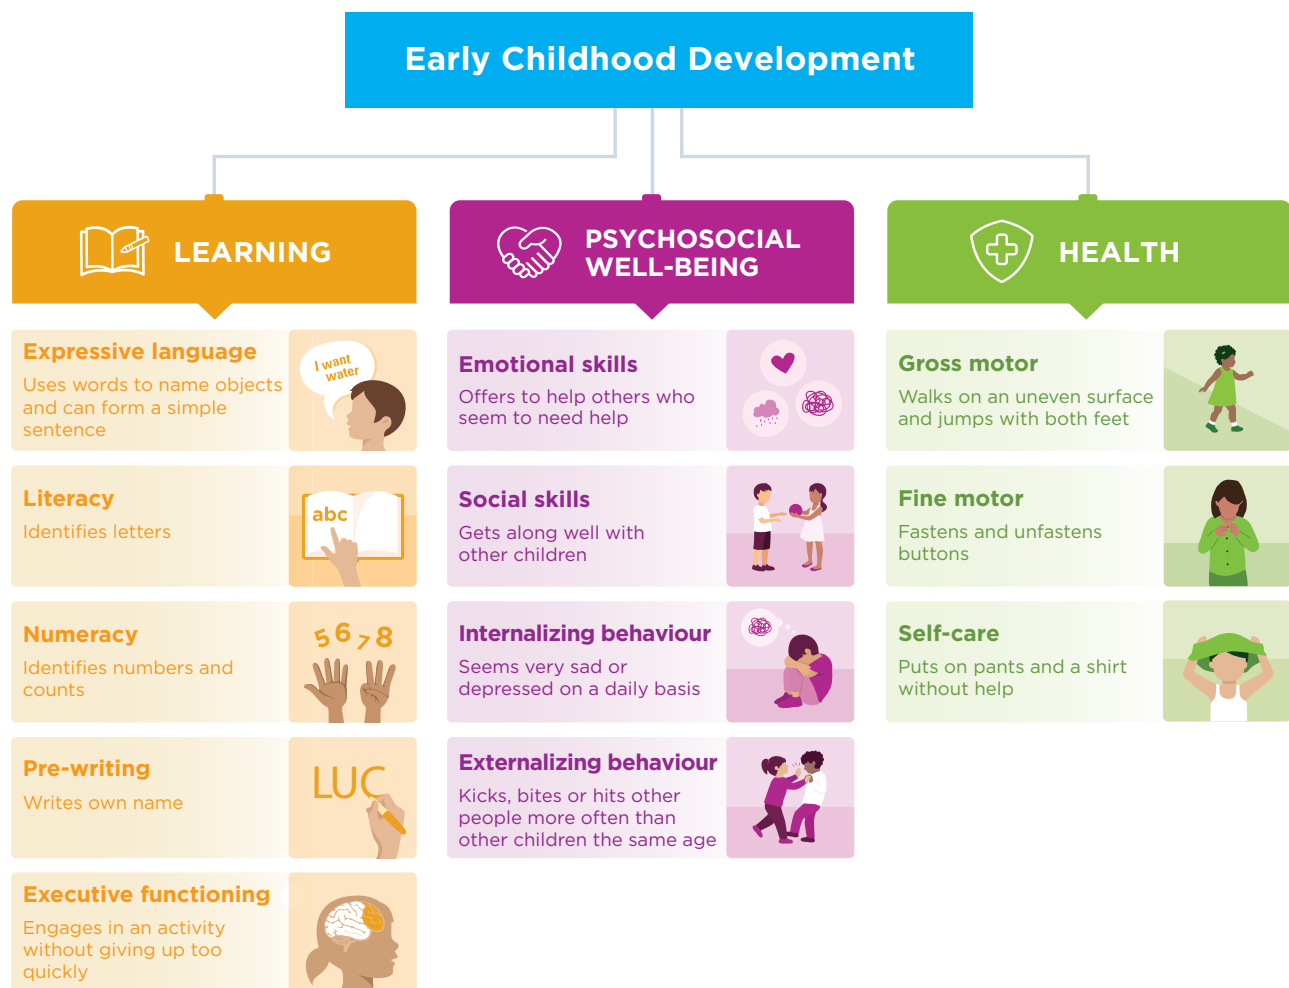 Early Childhood Development
LEARNING
Expressive language
Uses words to name objects
and can form a simple
sentence
I want
water
Literacy
Identifies letters
abc
Numeracy
Identifies numbers and
counts
5 6 7 8
Pre-writing
Writes own name
LUC
Executive functioning
Engages in an activity
without giving up too
quickly
PSYCHOSOCIAL
WELL-BEING
Emotional skills
Offers to help others who
seem to need help
Social skills
Gets along well with
other children
Internalizing behaviour
Seems very sad or
depressed on a daily basis
Externalizing behaviour
Kicks, bites or hits other
people more often than
other children the same age
HEALTH
Gross motor
Walks on an uneven surface
and jumps with both feet
Fine motor
Fastens and unfastens
buttons
Self-care
Puts on pants and a shirt
without help